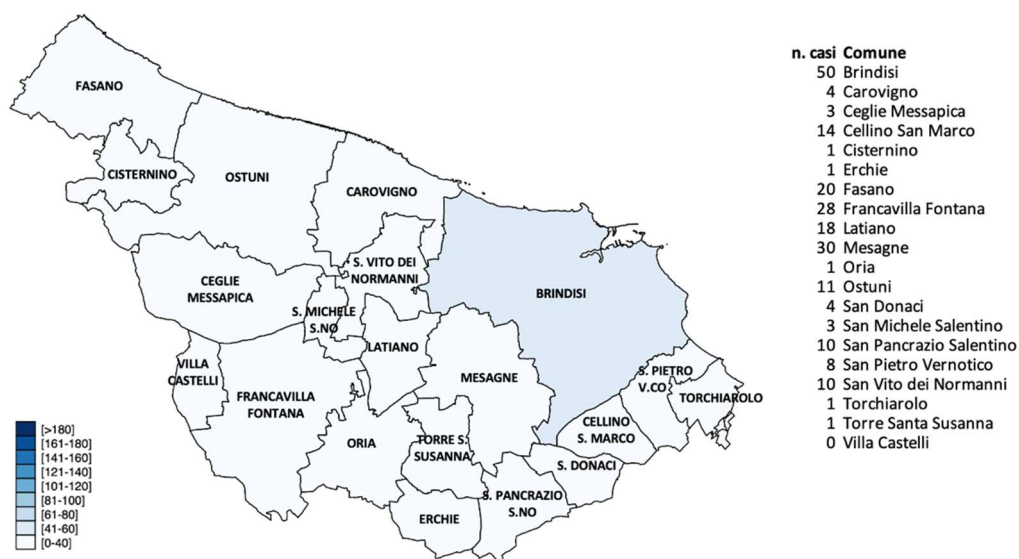 FASANO
CISTERNINO
OSTUNI
CAROVIGNO
S. VITO DEI
NORMANNI
CEGLIE
MESSAPICA
S. MICHELE
S.NO
BRINDISI
LATIANO
VILLA
CASTELLI
FRANCAVILLA
FONTANA
MESAGNE
S. PIETRO
V.CO
TORCHIAROLO
CELLINO
S. MARCO
ORIA
TORRE S.
SUSANNA
S. DONACI
S. PANCRAZIO
S.NO
ERCHIE
[>180]
[161-180]
[141-160]
[121-140]
[101-120]
[81-100]
[61-80]
[41-60]
[0-40]
n. casi Comune
50 Brindisi
4 Carovigno
3 Ceglie Messapica
14 Cellino San Marco
1 Cisternino
1 Erchie
20 Fasano
28 Francavilla Fontana
18 Latiano
30 Mesagne
1 Oria
11 Ostuni
4 San Donaci
3 San Michele Salentino
10 San Pancrazio Salentino
8 San Pietro Vernotico
10 San Vito dei Normanni
1 Torchiarolo
1 Torre Santa Susanna
0 Villa Castelli